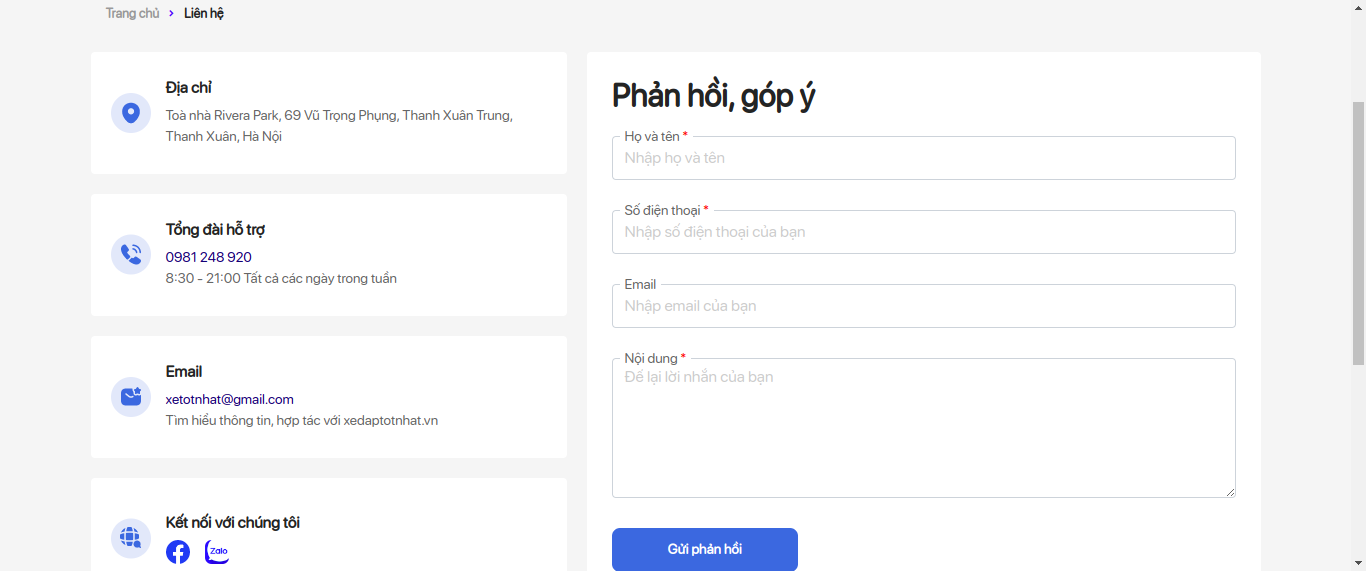 Trang chủ > Liên hệ
Địa chỉ
Toà nhà Rivera Park, 69 Vũ Trọng Phụng, Thanh Xuân Trung,
Thanh Xuân, Hà Nội
Tổng đài hỗ trợ
0981 248 920
8:30 - 21:00 Tất cả các ngày trong tuần
Email
xetotnhat@gmail.com
Tìm hiểu thông tin, hợp tác với xedaptotnhat.vn
Kết nối với chúng tôi
Zalo
Phản hồi, góp ý
Họ và tên *
Nhập họ và tên
Số điện thoại *
Nhập số điện thoại của bạn
Email
Nhập email của bạn
Nội dung *
Để lại lời nhắn của bạn
Gửi phản hồi